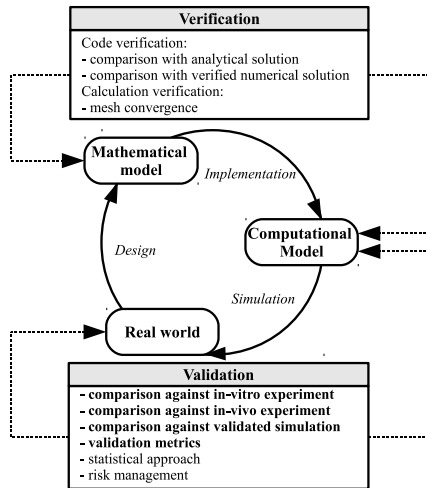 Verification
Code verification:
- comparison with analytical solution
- comparison with verified numerical solution
Calculation verification:
- mesh convergence
Mathematical
model
Implementation
Computational
Model
Design
Simulation
Real world
Validation
- comparison against in-vitro experiment
- comparison against in-vivo experiment
- comparison against validated simulation
- validation metrics
- statistical approach
- risk management